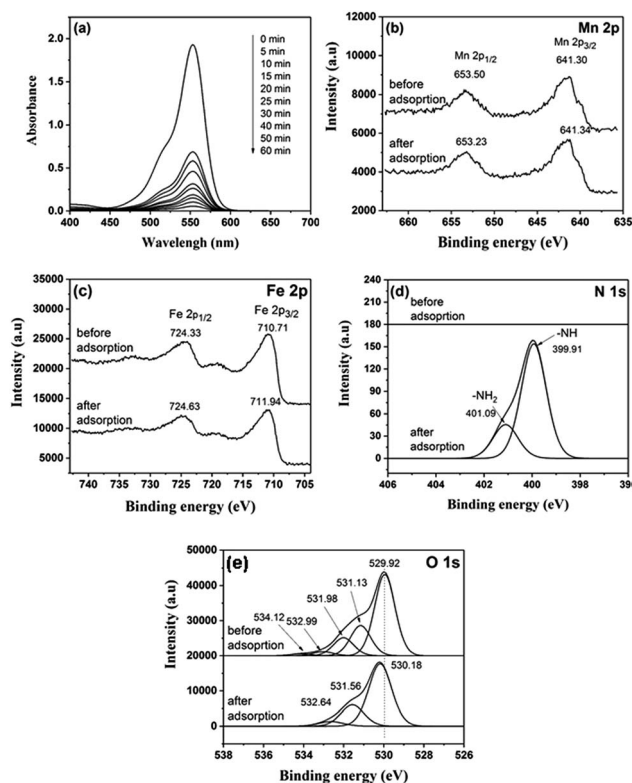 (a)
0 min
5 min
10 min
15 min
20 min
25 min
30 min
40 min
50 min
60 min
2.0
1.5
1.0
0.5
0.0
400 450 500 550 600 650 700
Absorbance
Wavelengh (nm)
(b)
Mn 2p
Mn 2p1/2
653.50
Mn 2p3/2
641.30
before
adsoprtion
653.23
641.34
after
adsoprtion
12000
10000
8000
6000
4000
2000
660 655 650 645 640 635
Intensity (a.u)
Binding energy (eV)
(c)
Fe 2p
Fe 2p1/2
724.33
Fe 2p3/2
710.71
before
adsoprtion
724.63
711.94
after
adsoprtion
35000
30000
25000
20000
15000
10000
5000
740 735 730 725 720 715 710 705
Intensity (a.u)
Binding energy (eV)
(d)
N 1s
before
adsoprtion
-NH
399.91
-NH2
401.09
after
adsoprtion
240
210
180
150
120
90
60
30
0
406 404 402 400 398 396
Intensity (a.u)
Binding energy (eV)
(e)
O 1s
529.92
531.13
531.98
532.99
534.12
before
adsoprtion
530.18
531.56
532.64
after
adsoprtion
50000
40000
30000
20000
20000
10000
0
538 536 534 532 530 528 526
Intensity (a.u)
Binding energy (eV)